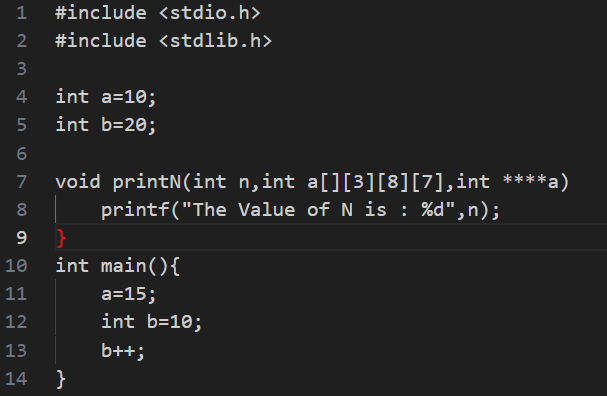 1 #include <stdio.h>
2 #include <stdlib.h>
3
4 int a=10;
5 int b=20;
6
7 void printN(int n,int a[][3][8][7],int ****a)
8     printf("The Value of N is : %d",n);
9 }
10 int main(){
11     a=15;
12     int b=10;
13     b++;
14 }